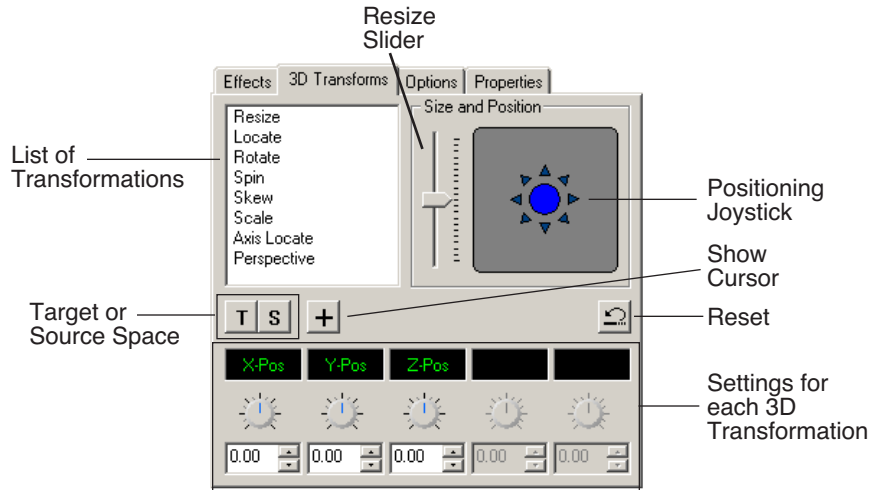 Resize
Slider
Effects 3D Transforms Options Properties
Size and Position
Resize
Locate
Rotate
Spin
Skew
Scale
Axis Locate
Perspective
List of
Transformations
Positioning
Joystick
Show
Cursor
Target or
Source Space
T S +
Reset
X-Pos Y-Pos Z-Pos
Settings for
each 3D
Transformation
0.00 0.00 0.00 0.00 0.00